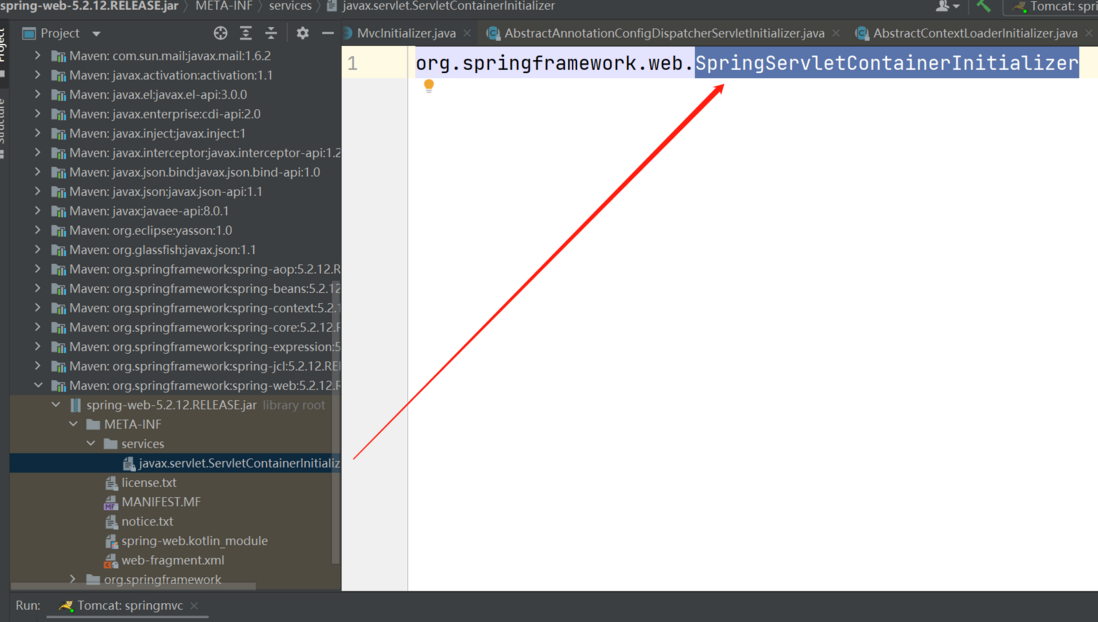 spring-web-5.2.12.RELEASE.jar META-INF services javax.servlet.ServletContainerInitializer
Tomcat: spri
Project
MvcInitializer.java
AbstractAnnotationConfigDispatcherServletInitializer.java
AbstractContextLoaderInitializer.java
1
org.springframework.web.SpringServletContainerInitializer
Maven: com.sun.mail:javax.mail:1.6.2
Maven: javax.activation:activation:1.1
Maven: javax.el:javax.el-api:3.0.0
Maven: javax.enterprise:cdi-api:2.0
Maven: javax.inject:javax.inject:1
Maven: javax.interceptor:javax.interceptor-api:1.2
Maven: javax.json.bind:javax.json.bind-api:1.0
Maven: javax.json:javax.json-api:1.1
Maven: javax:javaee-api:8.0.1
Maven: org.eclipse:yasson:1.0
Maven: org.glassfish:javax.json:1.1
Maven: org.springframework:spring-aop:5.2.12.R
Maven: org.springframework:spring-beans:5.2.12
Maven: org.springframework:spring-context:5.2.1
Maven: org.springframework:spring-core:5.2.12.F
Maven: org.springframework:spring-expression:5
Maven: org.springframework:spring-jcl:5.2.12.REI
Maven: org.springframework:spring-web:5.2.12.F
spring-web-5.2.12.RELEASE.jar library root
META-INF
services
javax.servlet.ServletContainerInitializ
license.txt
MANIFEST.MF
notice.txt
spring-web.kotlin_module
web-fragment.xml
org.springframework
Run: Tomcat: springmvc